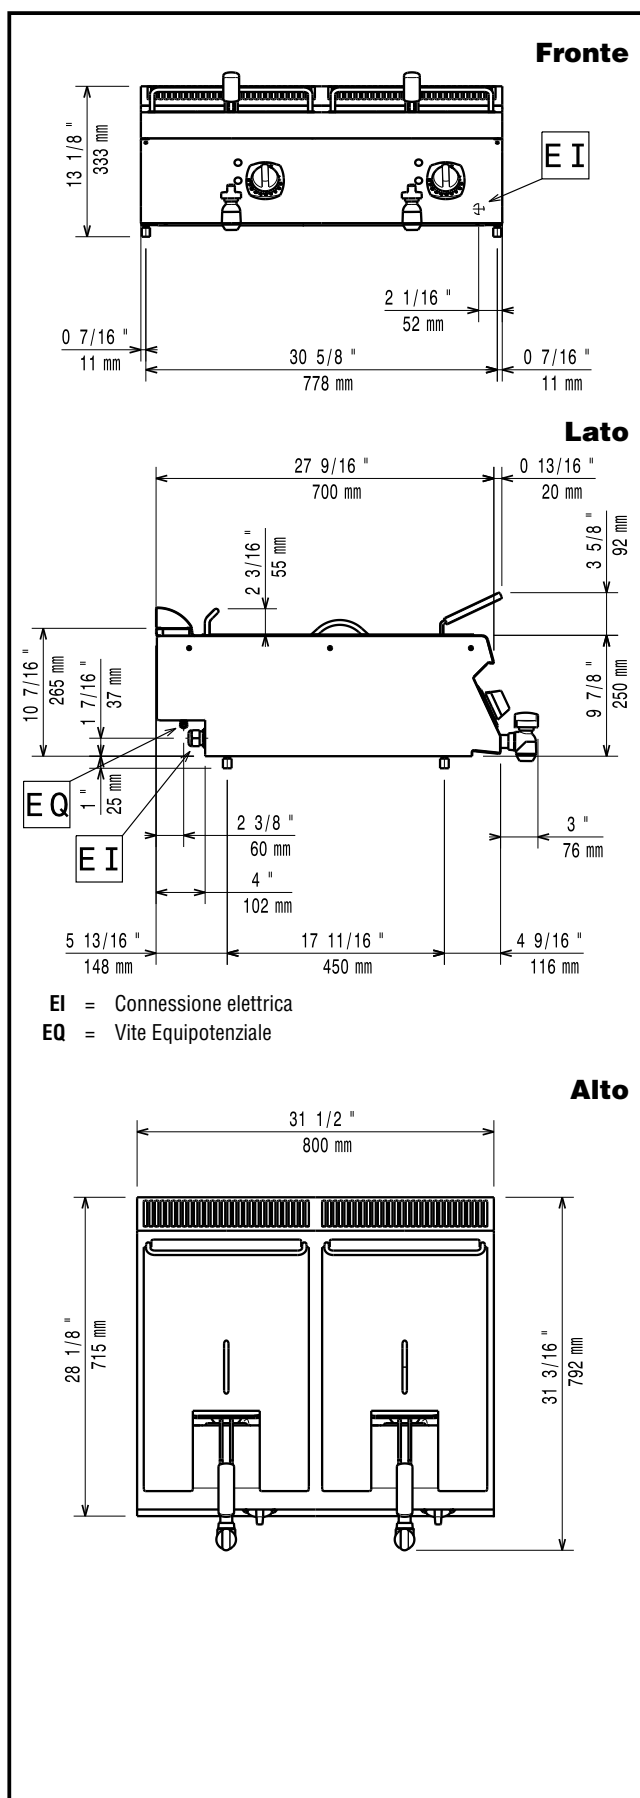 Fronte
13 1/8 "
333 mm
EI
2 1/16 "
52 mm
0 7/16 "
11 mm
30 5/8 "
778 mm
0 7/16 "
11 mm
Lato
27 9/16 "
700 mm
0 13/16 "
20 mm
2 3/16 "
55 mm
3 5/8 "
92 mm
10 7/16 "
265 mm
1 7/16 "
37 mm
9 7/8 "
250 mm
EQ
1 "
25 mm
EI
2 3/8 "
60 mm
3 "
76 mm
4 "
102 mm
5 13/16 "
148 mm
17 11/16 "
450 mm
4 9/16 "
116 mm
EI = Connessione elettrica
EQ = Vite Equipotenziale
Alto
31 1/2 "
800 mm
28 1/8 "
715 mm
31 3/16 "
792 mm